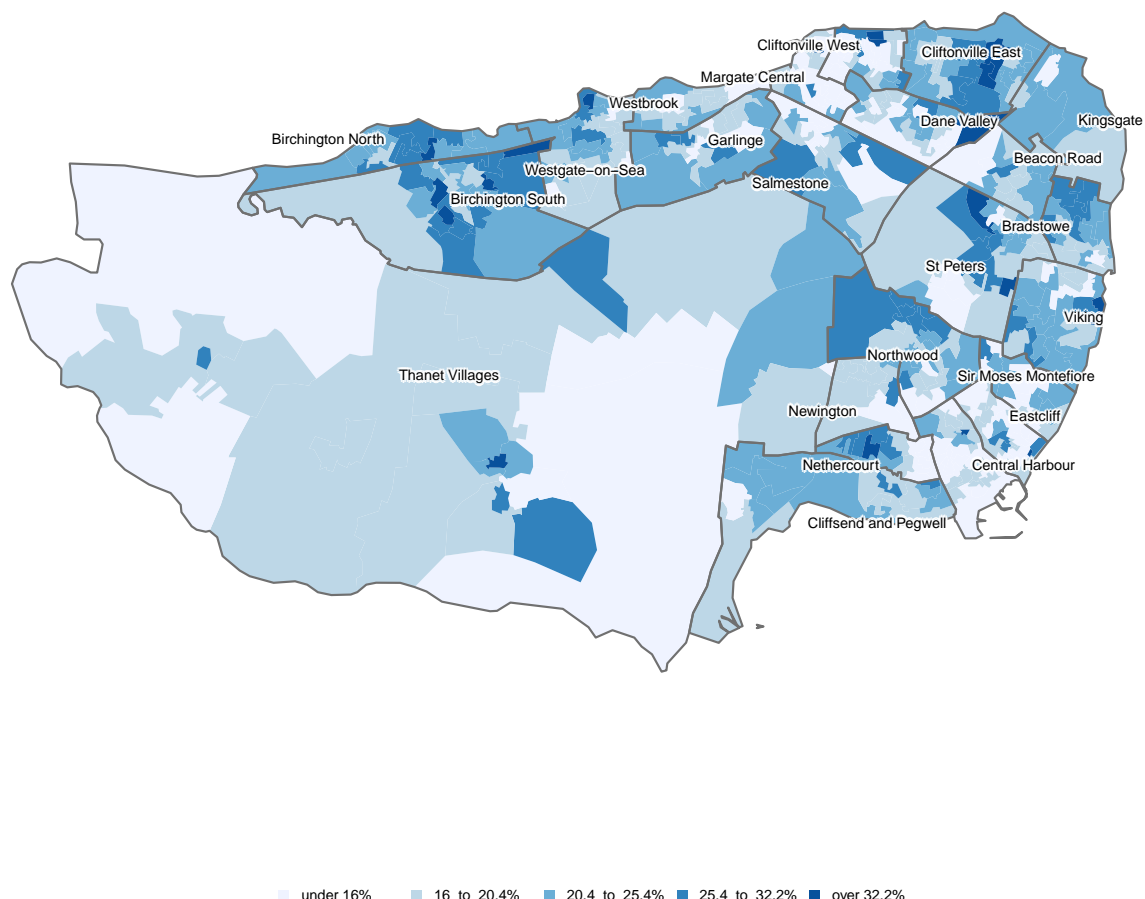 Cliftonville West
Cliftonville East
Margate Central
Westbrook
Dane Valley
Kingsgate
Birchington North
Garlinge
Beacon Road
Westgate−on−Sea
Salmestone
Birchington South
Bradstowe
St Peters
Viking
Northwood
Thanet Villages
Sir Moses Montefiore
Newington
Eastcliff
Nethercourt
Central Harbour
Cliffsend and Pegwell
under 16% 16 to 20.4% 20.4 to 25.4% 25.4 to 32.2% over 32.2%